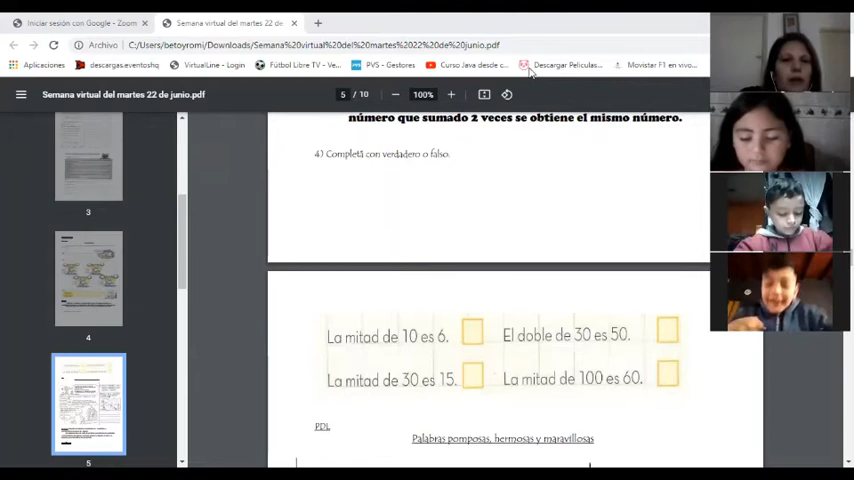 Iniciar sesión con Google - Zoom
Semana virtual del martes 22 de
Archivo
C:/Users/betoyromi/Downloads/Semana%20virtual%20del%20martes%2022%20de%20junio.pdf
Aplicaciones
descargas.eventoshq
VirtualLine - Login
Fútbol Libre TV - Ve...
PVS - Gestores
Curso Java desde c...
Descargar Peliculas...
Movistar F1 en vivo...
Semana virtual del martes 22 de junio.pdf
5 / 10
100%
número que sumado 2 veces se obtiene el mismo número.
4) Completá con verdadero o falso.
3
4
5
La mitad de 10 es 6.
El doble de 30 es 50.
La mitad de 30 es 15.
La mitad de 100 es 60.
PDL
Palabras pomposas, hermosas y maravillosas